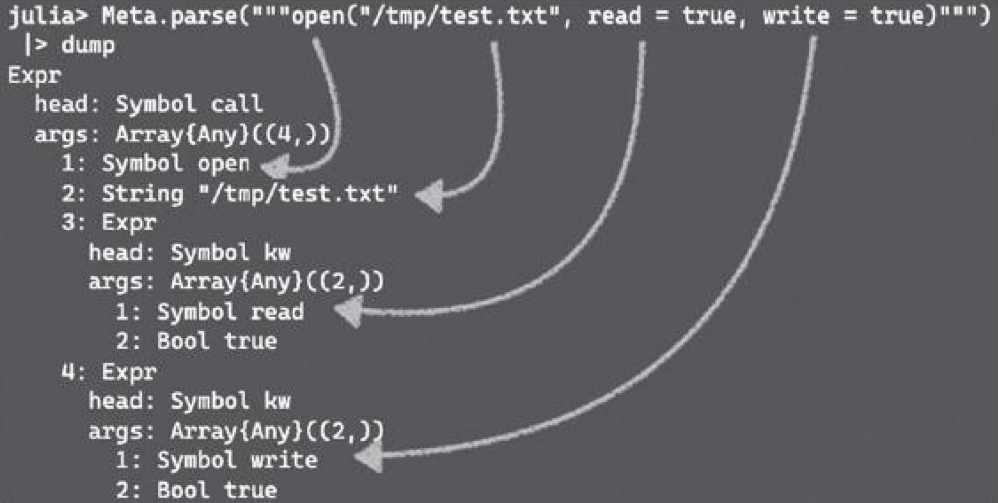 julia> Meta.parse("""open("/tmp/test.txt", read = true, write = true)""")
 |> dump
Expr
  head: Symbol call
  args: Array{Any}((4,))
    1: Symbol open
    2: String "/tmp/test.txt"
    3: Expr
      head: Symbol kw
      args: Array{Any}((2,))
        1: Symbol read
        2: Bool true
    4: Expr
      head: Symbol kw
      args: Array{Any}((2,))
        1: Symbol write
        2: Bool true